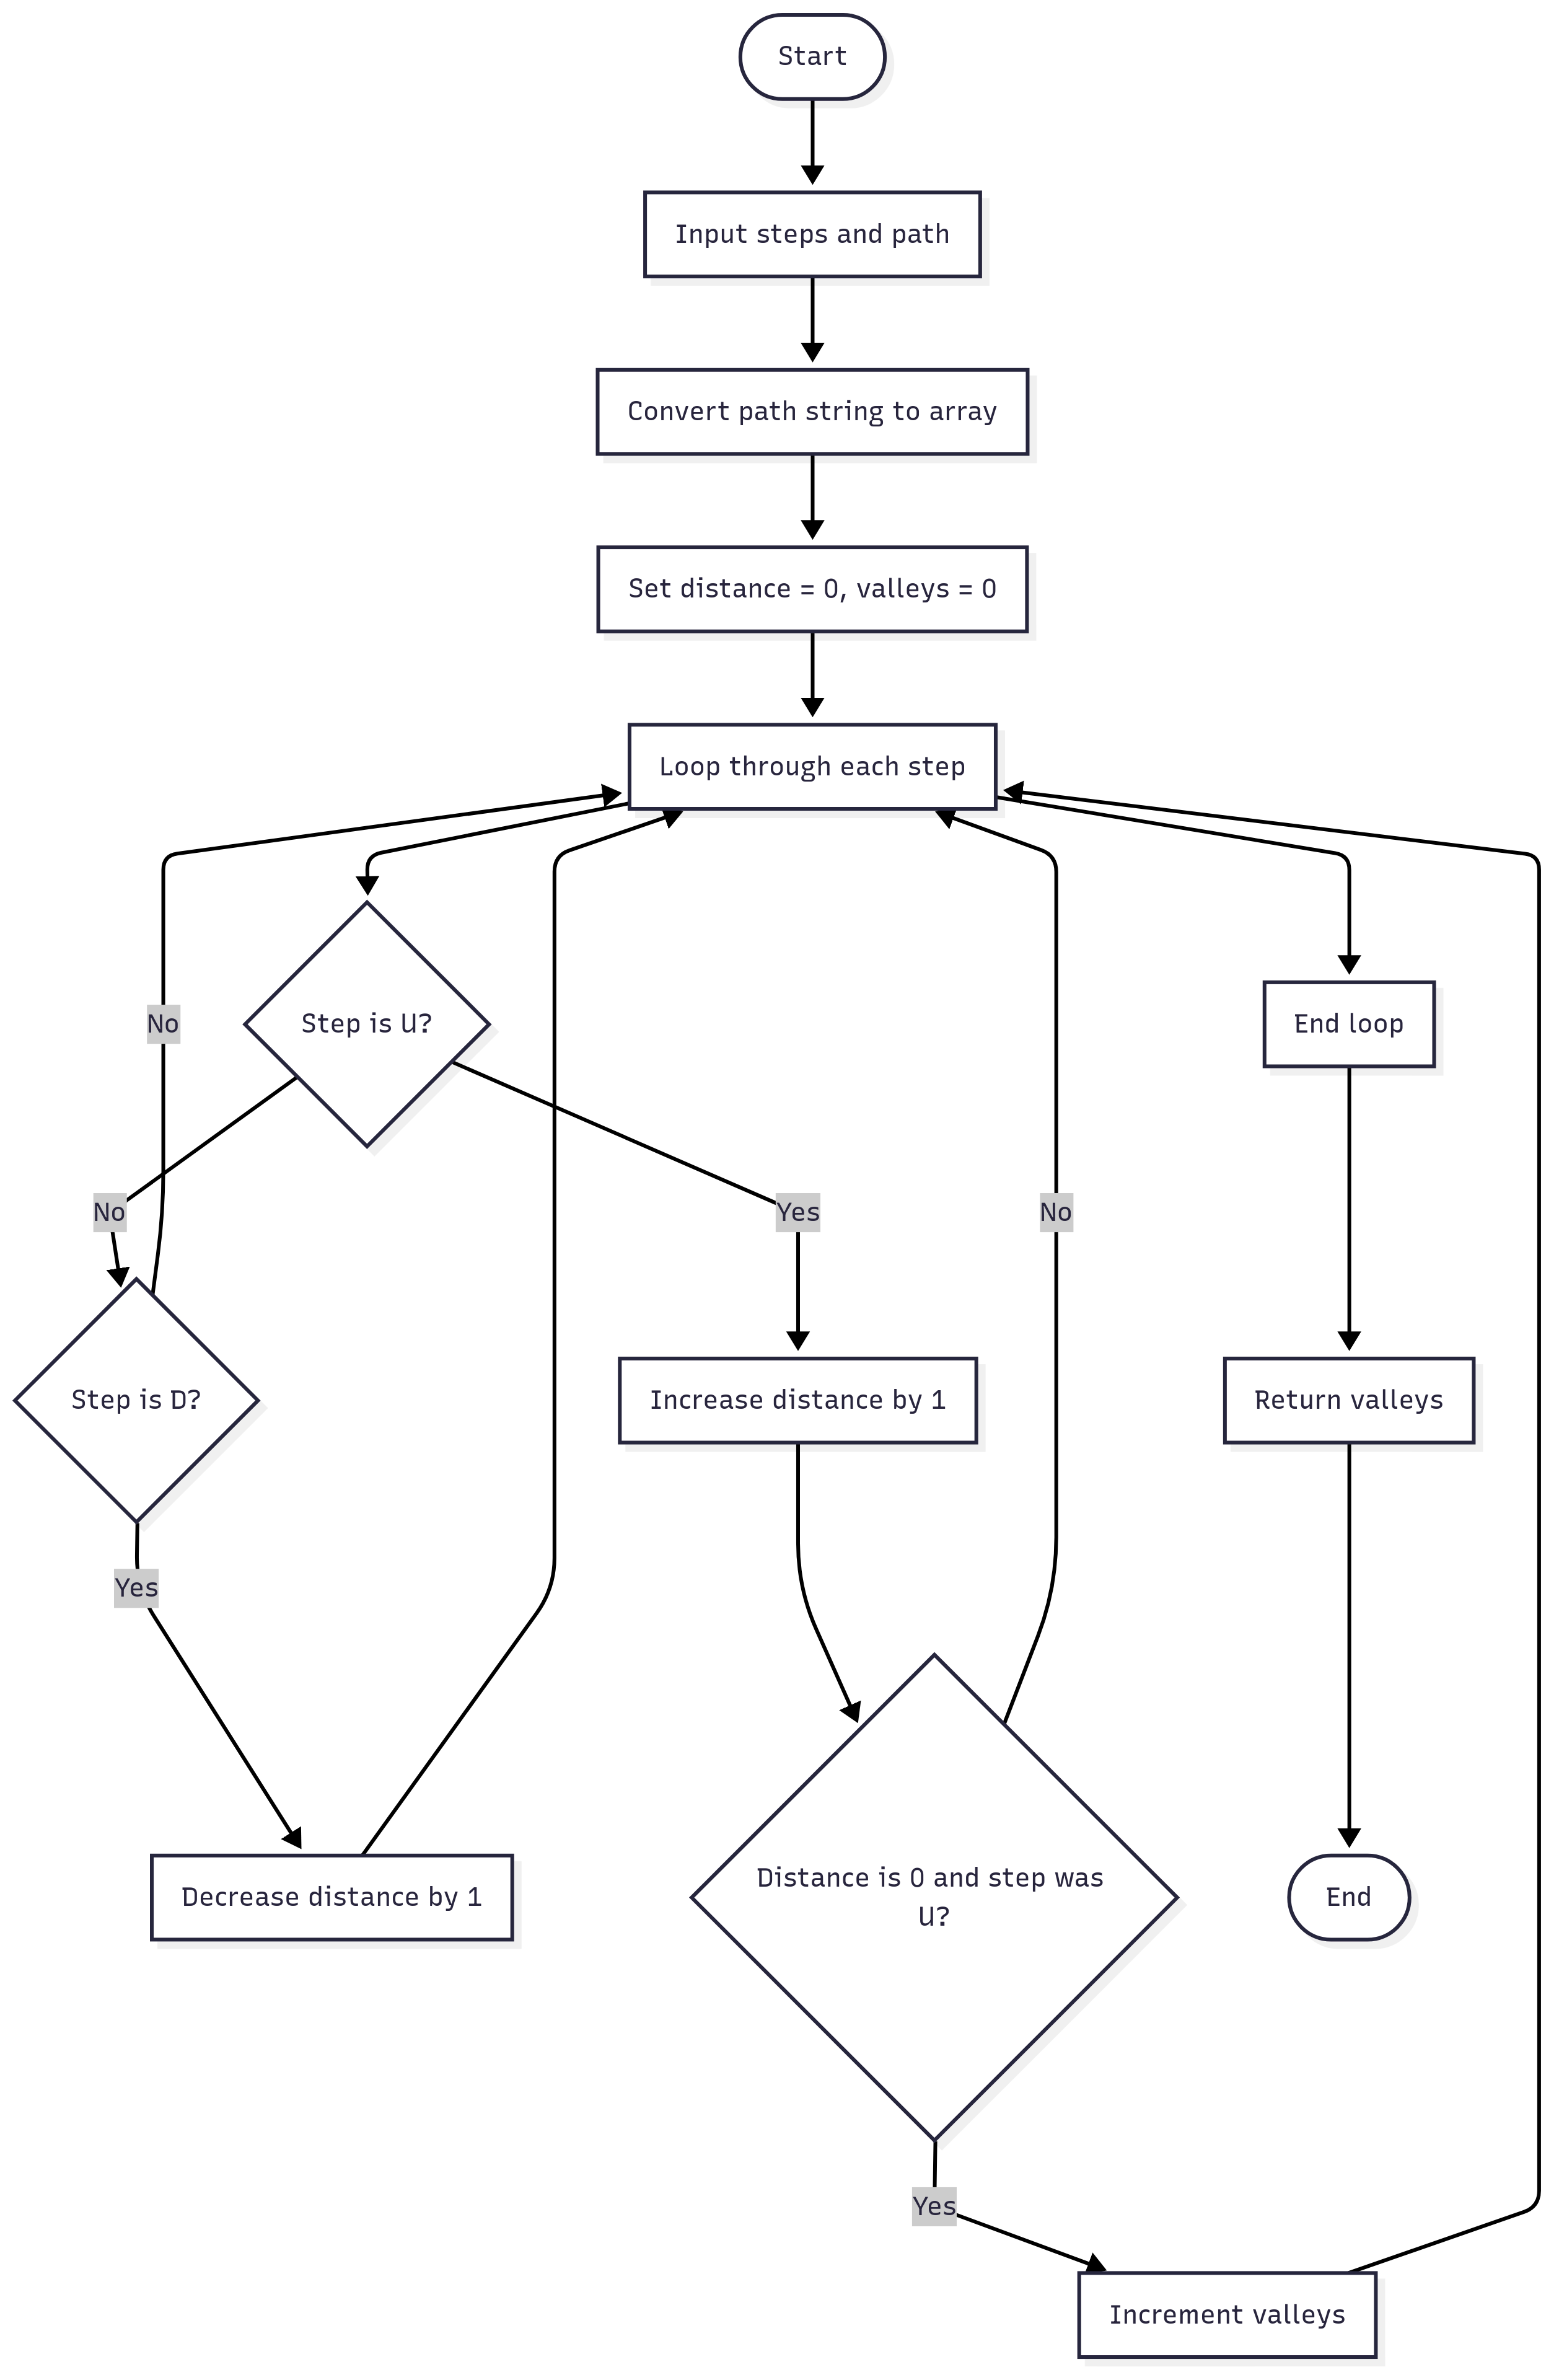 Start
Input steps and path
Convert path string to array
Set distance = 0, valleys = 0
Loop through each step
No
Step is U?
End loop
No
Yes
No
Step is D?
Increase distance by 1
Return valleys
Yes
Decrease distance by 1
Distance is 0 and step was
U?
End
Yes
Increment valleys